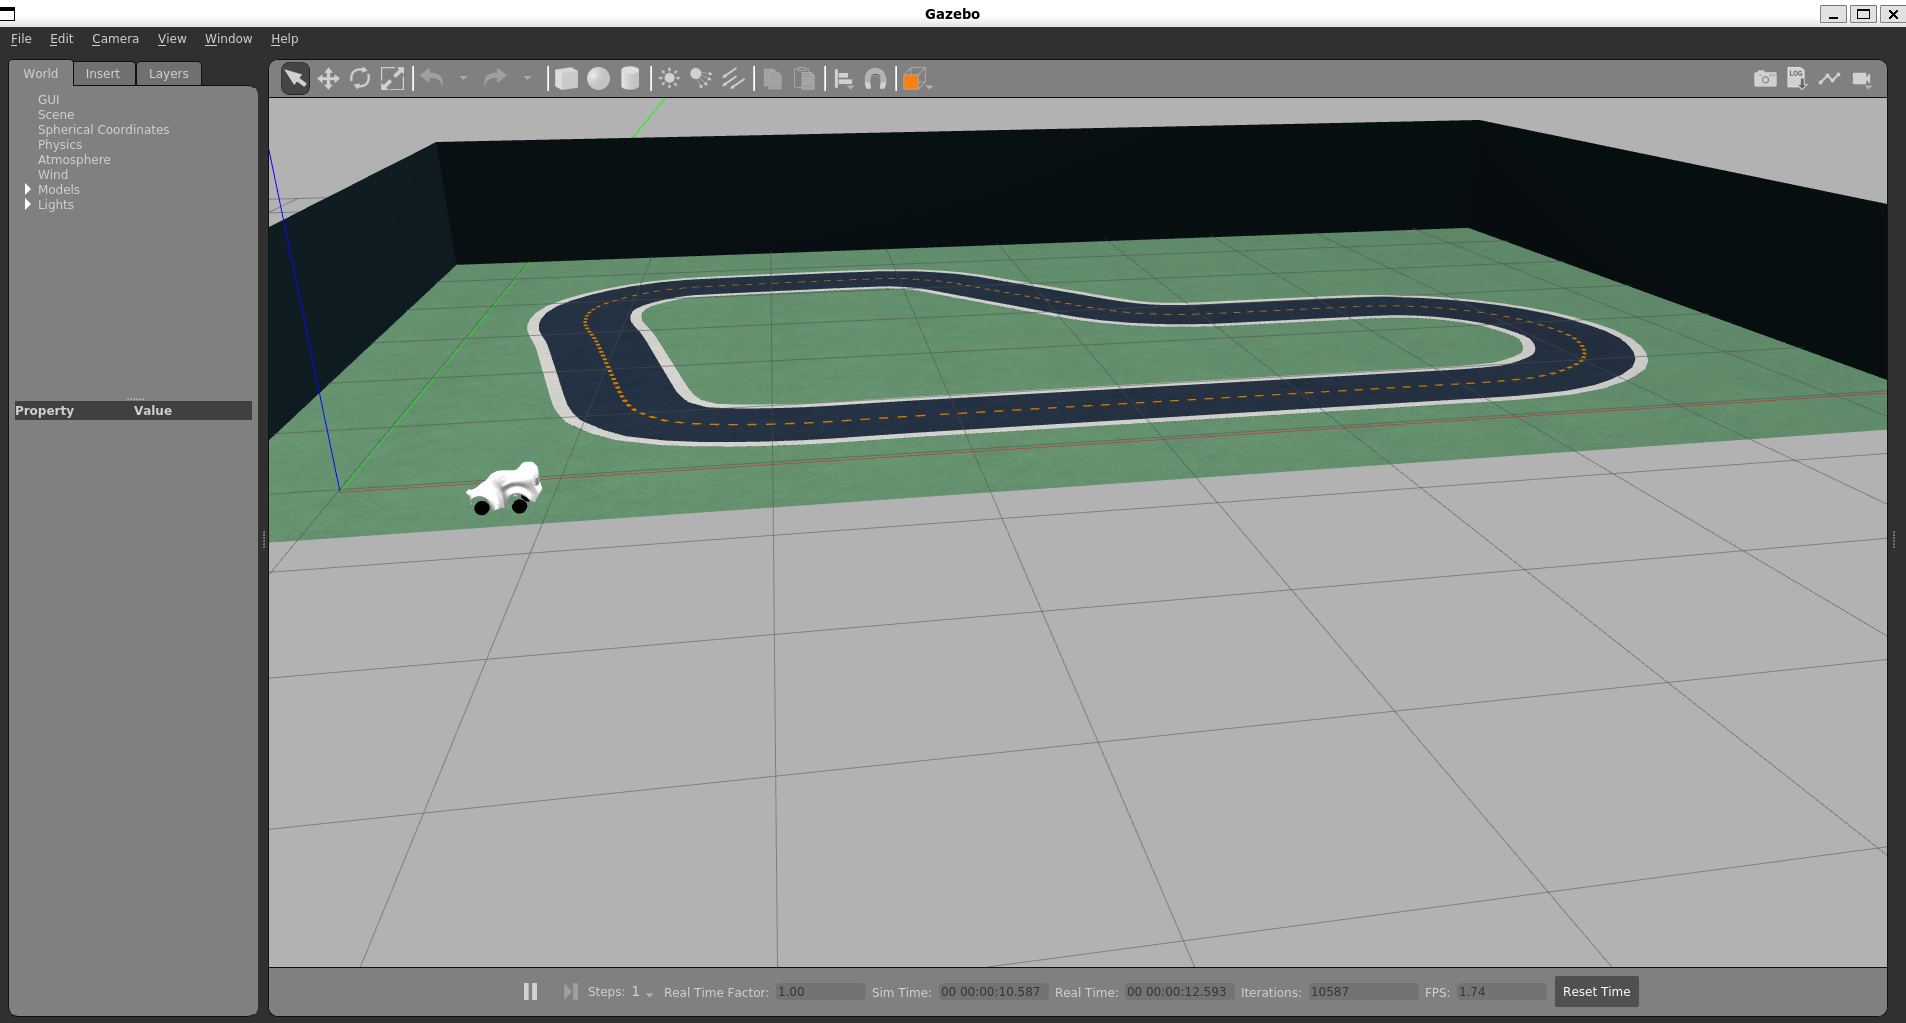 Gazebo
File Edit Camera View Window Help
World Insert Layers
LOG
GUI
Scene
Spherical Coordinates
Physics
Atmosphere
Wind
Models
Lights
Property Value
Steps: 1 Real Time Factor: 1.00 Sim Time: 00 00:00:10.587 Real Time: 00 00:00:12.593 Iterations: 10587 FPS: 1.74 Reset Time